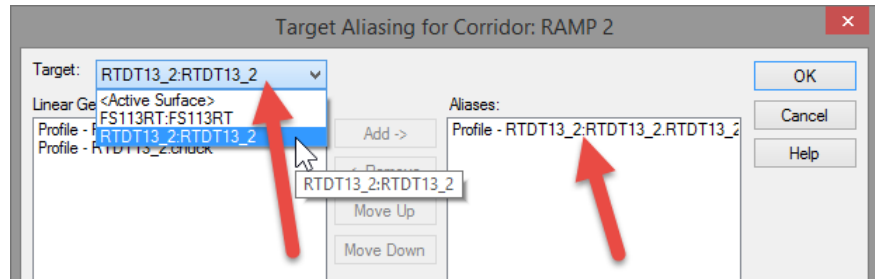 Target Aliasing for Corridor: RAMP 2
Target: RTDT13_2:RTDT13_2
<Active Surface>
FS113RT:FS113RT
RTDT13_2:RTDT13_2
Linear Ge
Profile -
Profile - RTDT13_2.chuck
Add ->
Move Up
Move Down
RTDT13_2:RTDT13_2
Aliases:
Profile - RTDT13_2:RTDT13_2.RTDT13_2
OK
Cancel
Help